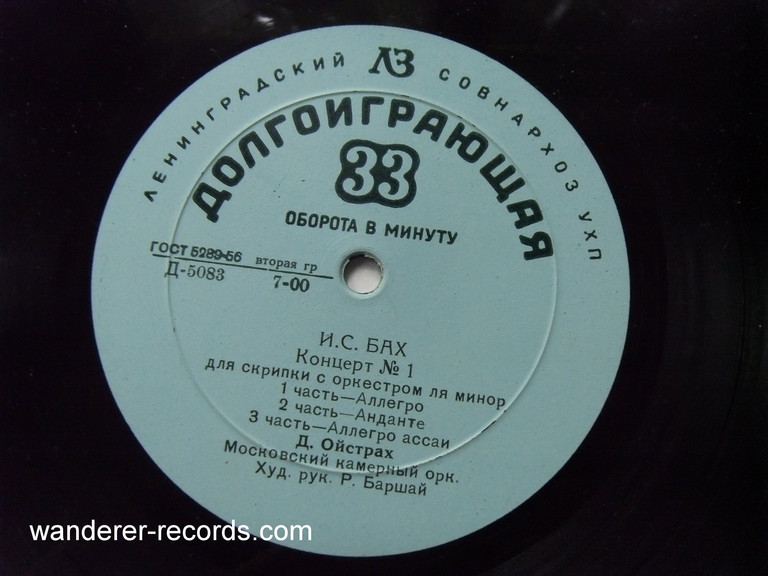 ЛЕНИНГРАДСКИЙ ЛЗ СОВНАРХОЗ УХП
ДОЛГОИГРАЮЩАЯ
33
ОБОРОТА В МИНУТУ
ГОСТ 5289-56 вторая гр
Д-5083 7-00
И.С. БАХ
Концерт № 1
для скрипки с оркестром ля минор
1 часть—Аллегро
2 часть—Анданте
3 часть—Аллегро ассаи
Д. Ойстрах
Московский камерный орк.
Худ. рук. Р. Баршай
wanderer-records.com